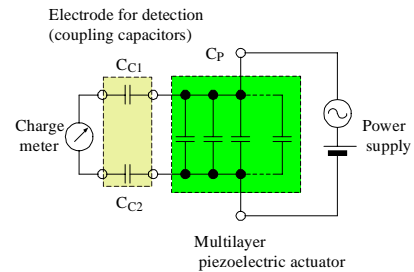 Electrode for detection
(coupling capacitors)
CC1
CP
Charge
meter
Power
supply
CC2
Multilayer
piezoelectric actuator